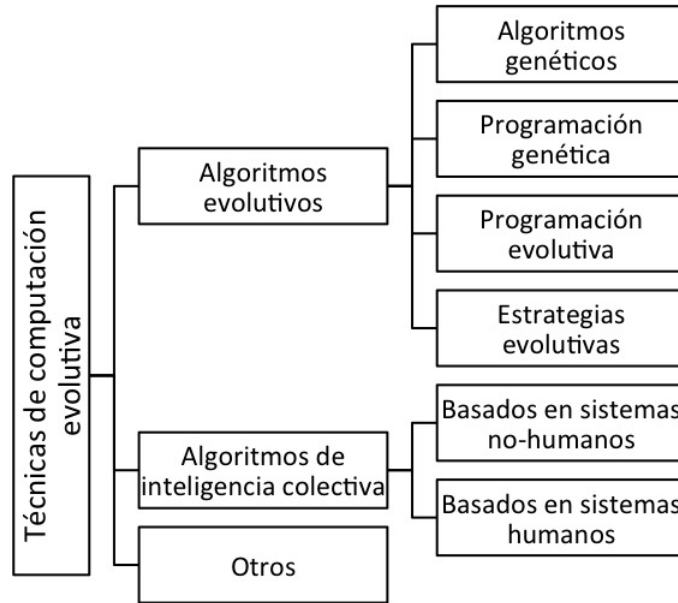 Técnicas de computación
evolutiva
Algoritmos
evolutivos
Algoritmos
genéticos
Programación
genética
Programación
evolutiva
Estrategias
evolutivas
Algoritmos de
inteligencia colectiva
Basados en sistemas
no-humanos
Basados en sistemas
humanos
Otros